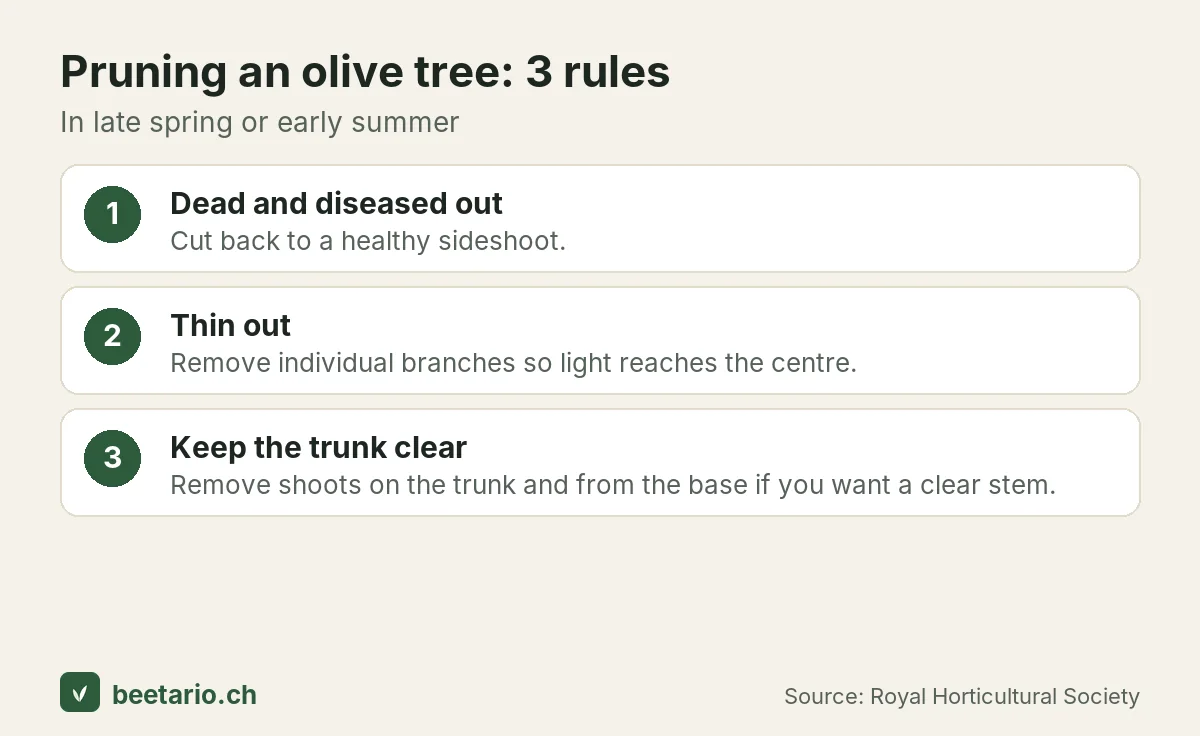 Pruning an olive tree: 3 rules
In late spring or early summer
1
Dead and diseased out
Cut back to a healthy sideshoot.
2
Thin out
Remove individual branches so light reaches the centre.
3
Keep the trunk clear
Remove shoots on the trunk and from the base if you want a clear stem.
beetario.ch
Source: Royal Horticultural Society